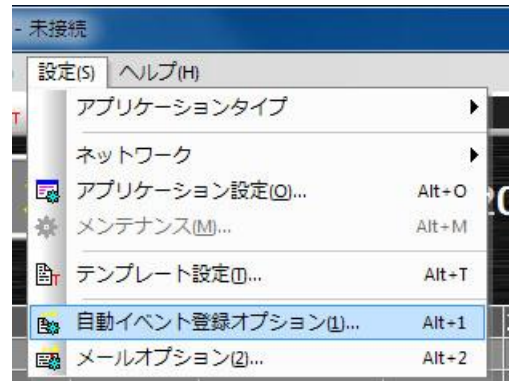 - 未接続
設定(S) ヘルプ(H)
アプリケーションタイプ
ネットワーク
アプリケーション設定(O)... Alt+O
メンテナンス(M)... Alt+M
テンプレート設定(T)... Alt+T
自動イベント登録オプション(1)... Alt+1
メールオプション(2)... Alt+2